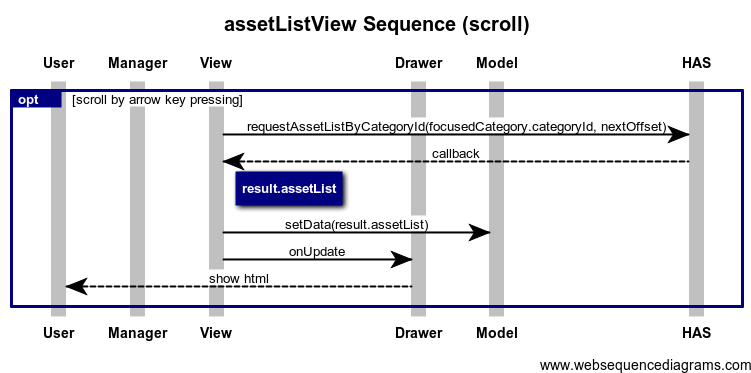 assetListView Sequence (scroll)
User Manager View Drawer Model HAS
opt [scroll by arrow key pressing]
requestAssetListByCategoryId(focusedCategory.categoryId, nextOffset)
callback
result.assetList
setData(result.assetList)
onUpdate
show html
User Manager View Drawer Model HAS
www.websequencediagrams.com